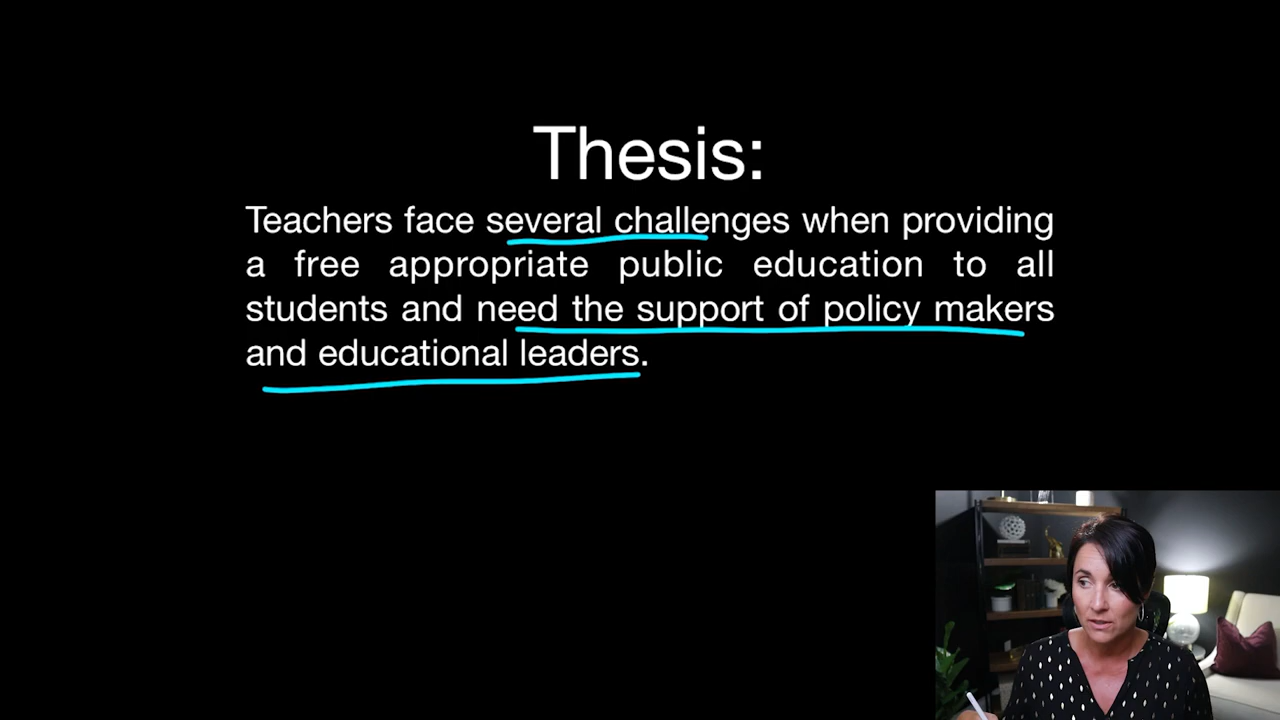 Thesis:
Teachers face several challenges when providing
a free appropriate public education to all
students and need the support of policy makers
and educational leaders.